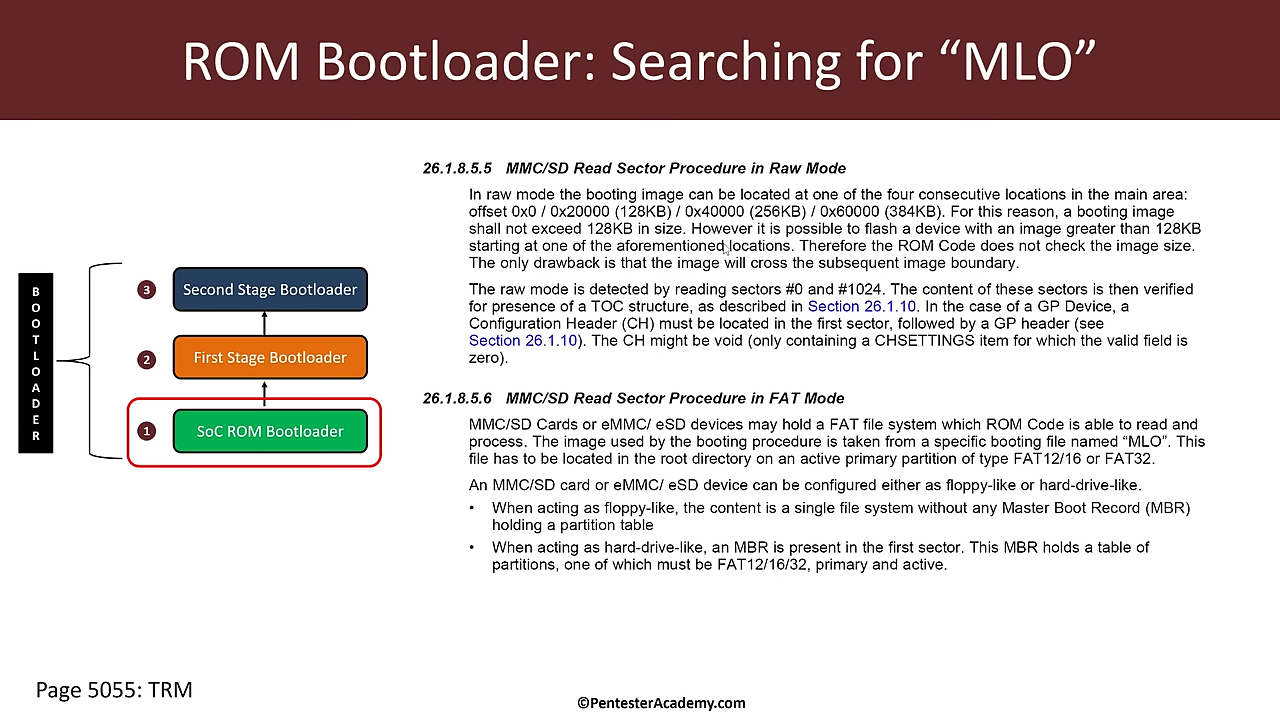 ROM Bootloader: Searching for “MLO”
26.1.8.5.5 MMC/SD Read Sector Procedure in Raw Mode
In raw mode the booting image can be located at one of the four consecutive locations in the main area:
offset 0x0 / 0x20000 (128KB) / 0x40000 (256KB) / 0x60000 (384KB). For this reason, a booting image
shall not exceed 128KB in size. However it is possible to flash a device with an image greater than 128KB
starting at one of the aforementioned locations. Therefore the ROM Code does not check the image size.
The only drawback is that the image will cross the subsequent image boundary.
The raw mode is detected by reading sectors #0 and #1024. The content of these sectors is then verified
for presence of a TOC structure, as described in Section 26.1.10. In the case of a GP Device, a
Configuration Header (CH) must be located in the first sector, followed by a GP header (see
Section 26.1.10). The CH might be void (only containing a CHSETTINGS item for which the valid field is
zero).
26.1.8.5.6 MMC/SD Read Sector Procedure in FAT Mode
MMC/SD Cards or eMMC/ eSD devices may hold a FAT file system which ROM Code is able to read and
process. The image used by the booting procedure is taken from a specific booting file named “MLO”. This
file has to be located in the root directory on an active primary partition of type FAT12/16 or FAT32.
An MMC/SD card or eMMC/ eSD device can be configured either as floppy-like or hard-drive-like.
• When acting as floppy-like, the content is a single file system without any Master Boot Record (MBR)
holding a partition table
• When acting as hard-drive-like, an MBR is present in the first sector. This MBR holds a table of
partitions, one of which must be FAT12/16/32, primary and active.
BOOTLOADER
3 Second Stage Bootloader
2 First Stage Bootloader
1 SoC ROM Bootloader
Page 5055: TRM
©PentesterAcademy.com